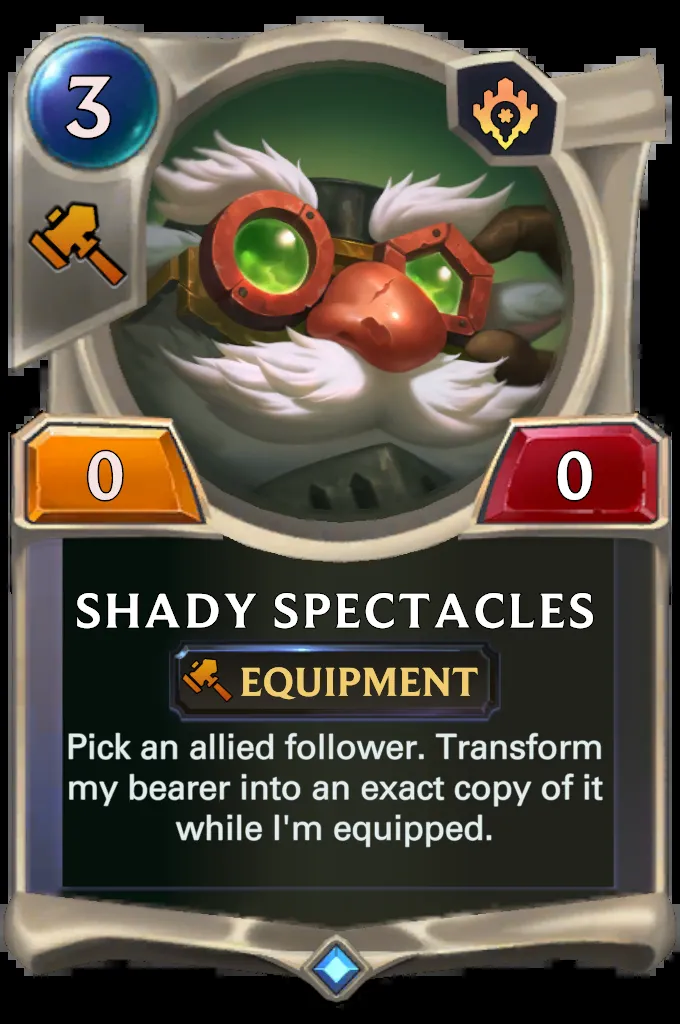 3
0
0
SHADY SPECTACLES
EQUIPMENT
Pick an allied follower. Transform
my bearer into an exact copy of it
while I'm equipped.